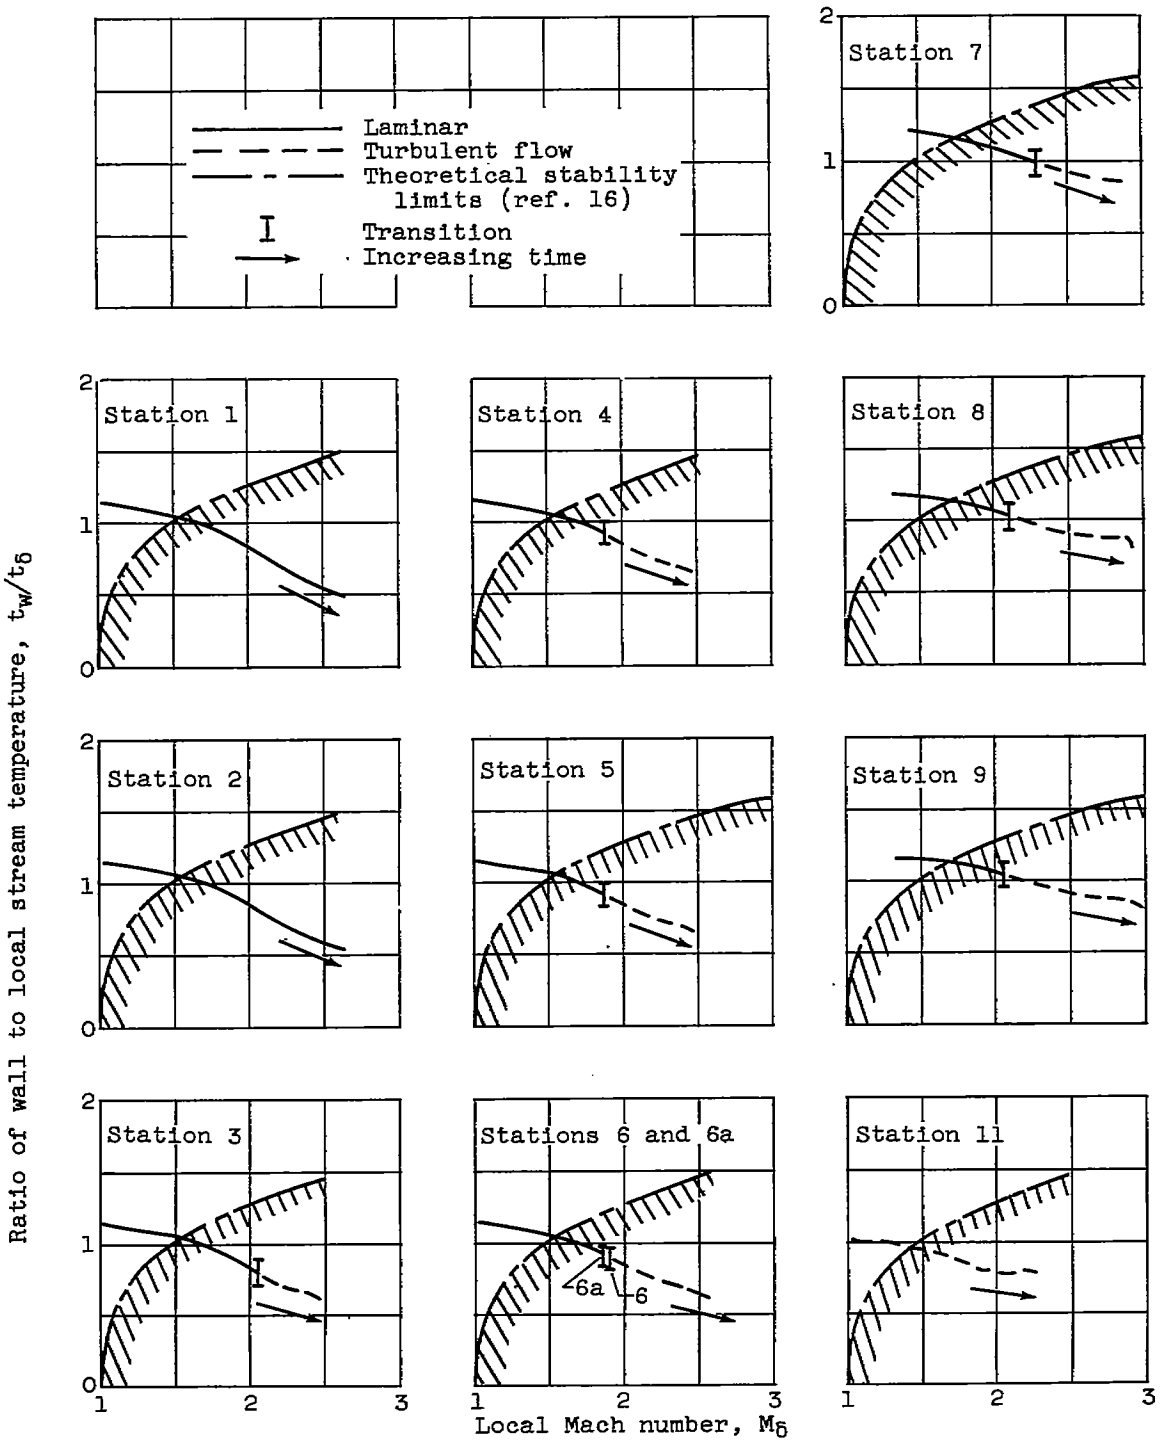 Laminar
Turbulent flow
Theoretical stability
limits (ref. 16)
Transition
Increasing time
2
Station 7
1
0
Ratio of wall to local stream temperature, tw/tδ
2
Station 1
1
0
Station 4
Station 8
2
Station 2
1
0
Station 5
Station 9
2
Station 3
1
0
1 2 3
Stations 6 and 6a
6a
6
1 2 3
Station 11
1 2 3
Local Mach number, Mδ